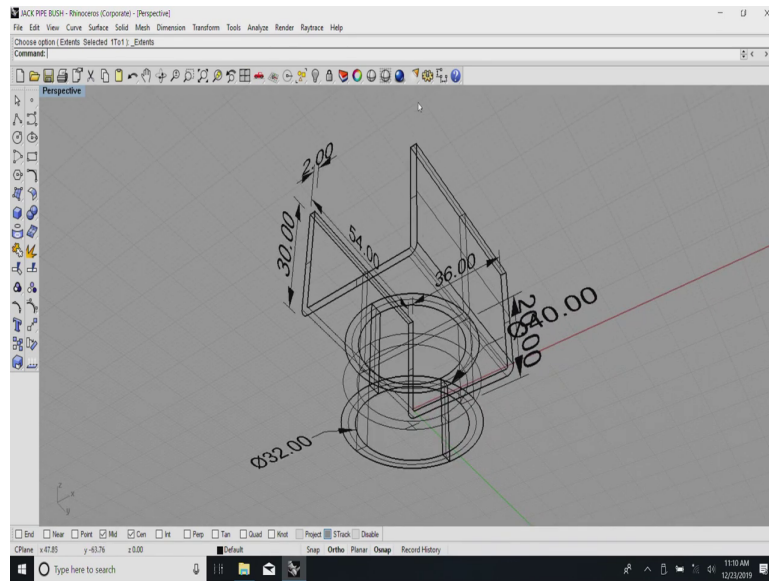 JACK PIPE BUSH - Rhinoceros (Corporate) - [Perspective]
File Edit View Curve Surface Solid Mesh Dimension Transform Tools Analyze Render Raytrace Help
Choose option ( Extents Selected 1To1 ): _Extents
Command:
Perspective
2.00
30.00
54.00
36.00
Ø40.00
Ø32.00
z
x
y
End Near Point Mid Cen Int Perp Tan Quad Knot Project STrack Disable
CPlane x 47.85 y -63.76 z 0.00 Default Snap Ortho Planar Osnap Record History
Type here to search
11:10 AM
12/23/2019